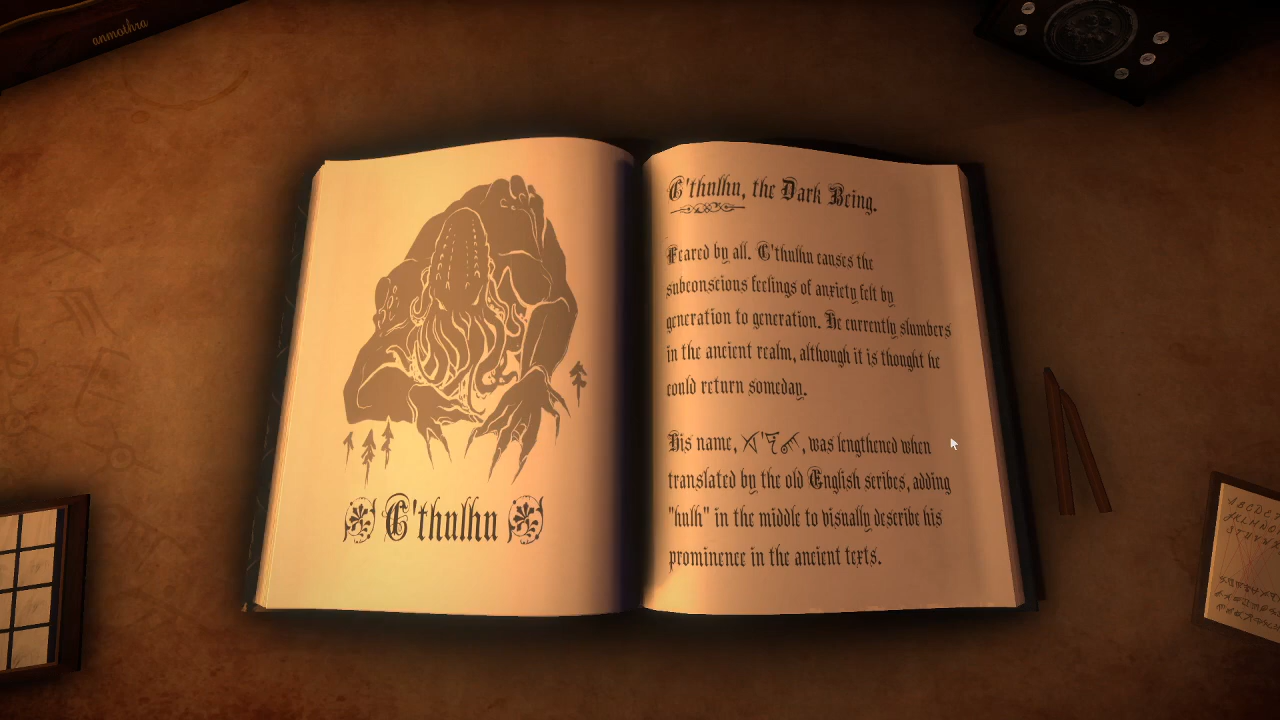 anmothra
C'thulhu
C'thulhu, the Dark Being.
Feared by all. C'thulhu causes the
subconscious feelings of anxiety felt by
generation to generation. He currently slumbers
in the ancient realm, although it is thought he
could return someday.
His name, , was lengthened when
translated by the old English scribes, adding
"hulh" in the middle to visually describe his
prominence in the ancient texts.